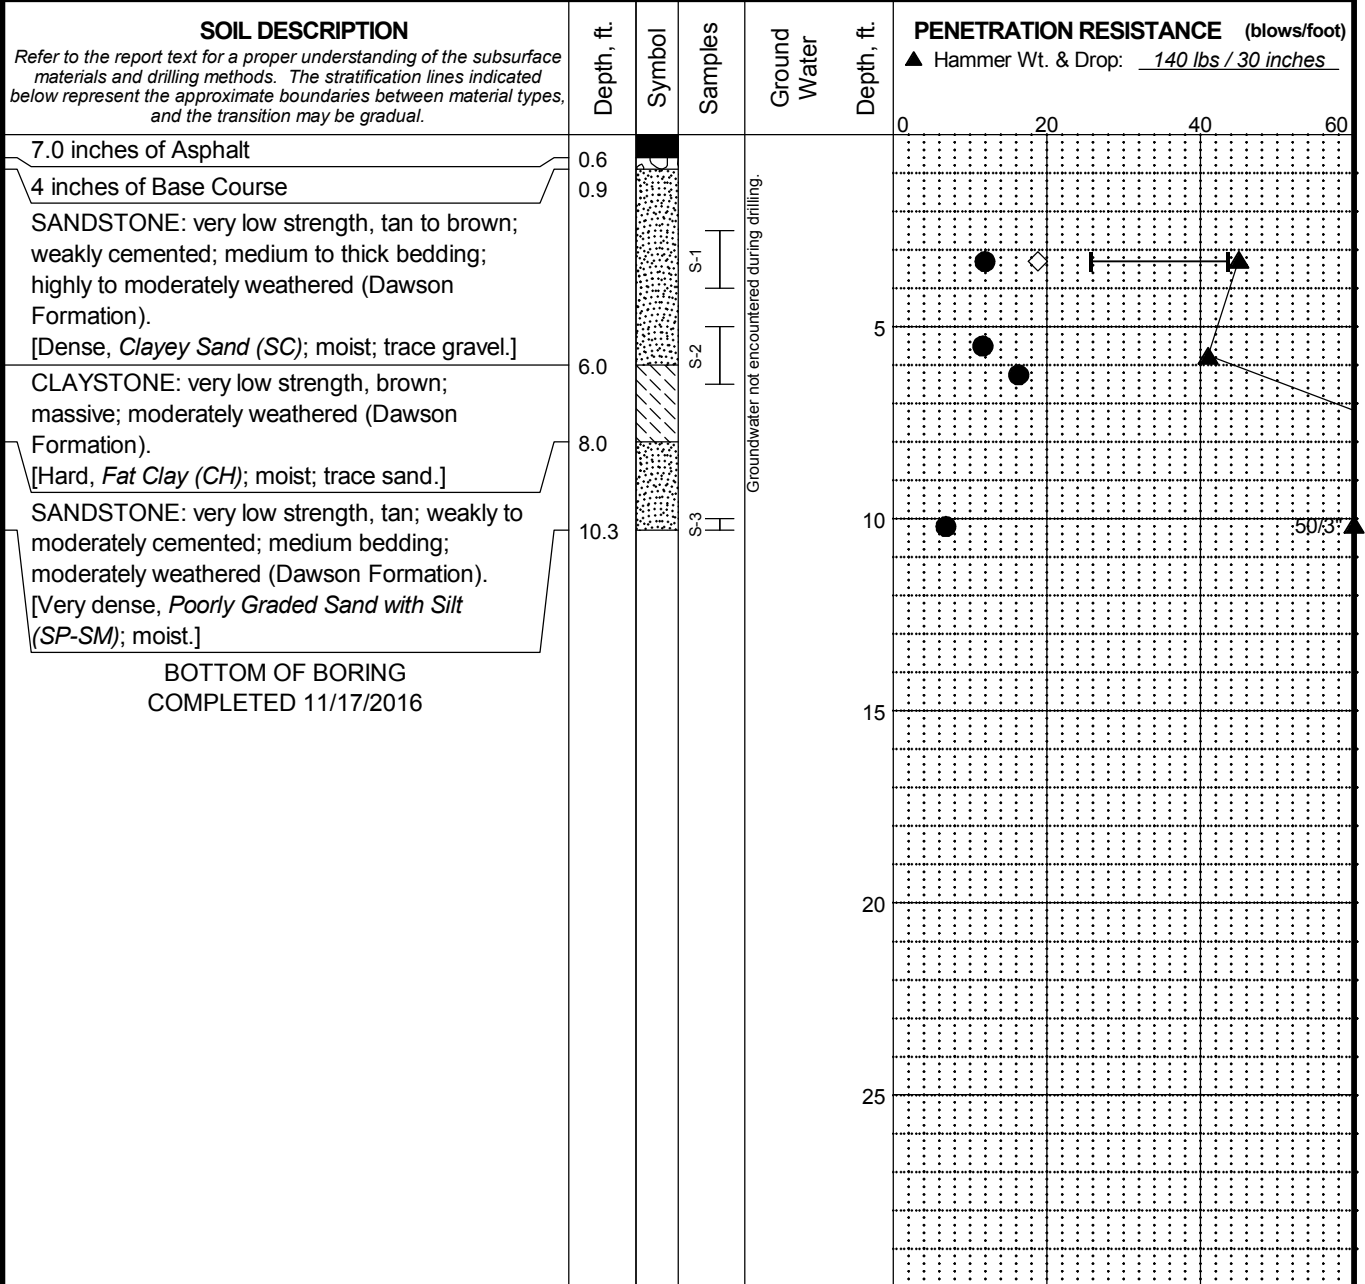 SOIL DESCRIPTION
Refer to the report text for a proper understanding of the subsurface
materials and drilling methods. The stratification lines indicated
below represent the approximate boundaries between material types,
and the transition may be gradual.
Depth, ft.
Symbol
Samples
Ground
Water
Depth, ft.
PENETRATION RESISTANCE (blows/foot)
▲ Hammer Wt. & Drop: 140 lbs / 30 inches
0 20 40 60
7.0 inches of Asphalt
0.6
4 inches of Base Course
0.9
SANDSTONE: very low strength, tan to brown;
weakly cemented; medium to thick bedding;
highly to moderately weathered (Dawson
Formation).
[Dense, Clayey Sand (SC); moist; trace gravel.]
6.0
CLAYSTONE: very low strength, brown;
massive; moderately weathered (Dawson
Formation).
8.0
[Hard, Fat Clay (CH); moist; trace sand.]
SANDSTONE: very low strength, tan; weakly to
moderately cemented; medium bedding;
10.3
moderately weathered (Dawson Formation).
[Very dense, Poorly Graded Sand with Silt
(SP-SM); moist.]
BOTTOM OF BORING
COMPLETED 11/17/2016
S-1
S-2
S-3
Groundwater not encountered during drilling.
5
10
15
20
25
50/3"